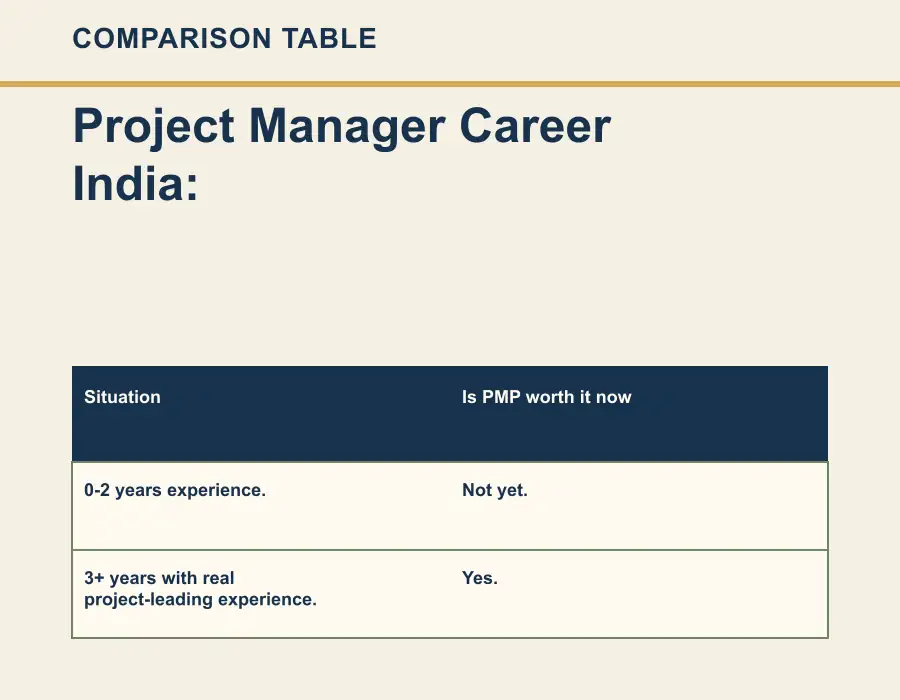 COMPARISON TABLE
Project Manager Career
India:
Situation
Is PMP worth it now
0-2 years experience.
Not yet.
3+ years with real
project-leading experience.
Yes.